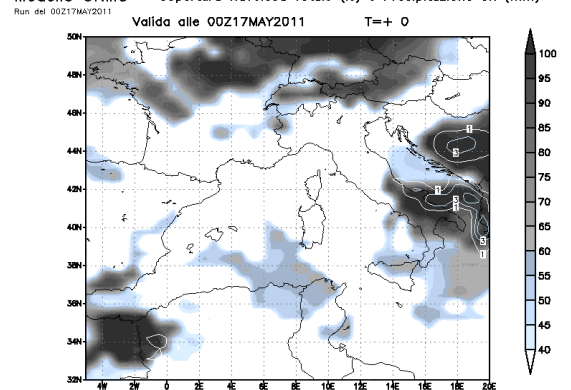 Run del 00Z17MAY2011
Valida alle 00Z17MAY2011 T=+ 0
50N
48N
46N
44N
42N
40N
38N
36N
34N
32N
4W 2W 0 2E 4E 6E 8E 10E 12E 14E 16E 18E 20E
100
95
90
85
80
75
70
65
60
55
50
45
40
1
3
1
3
1
3
1